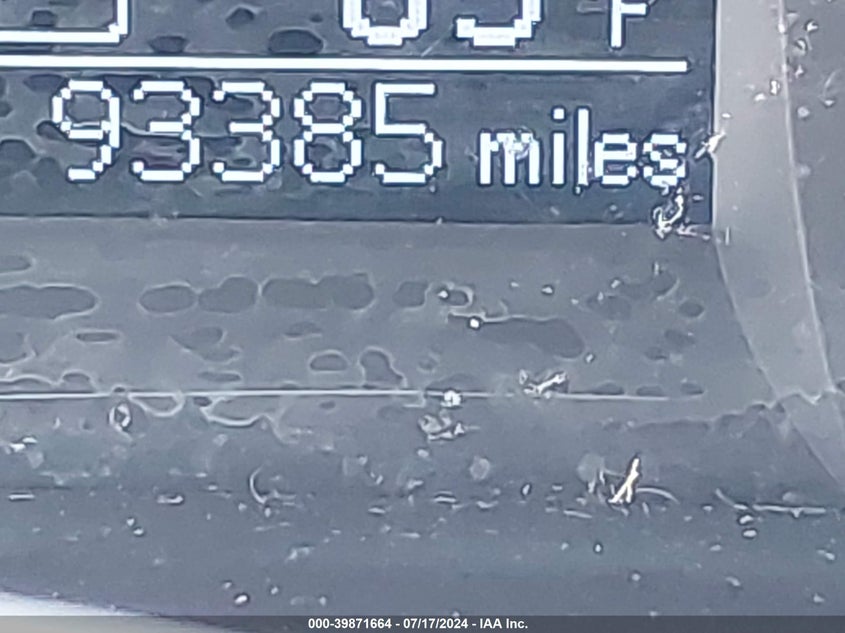 F
93385 miles
000-39871664 - 07/17/2024 - IAA Inc.